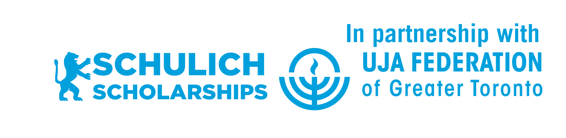 SCHULICH
SCHOLARSHIPS
In partnership with
UJA FEDERATION
of Greater Toronto